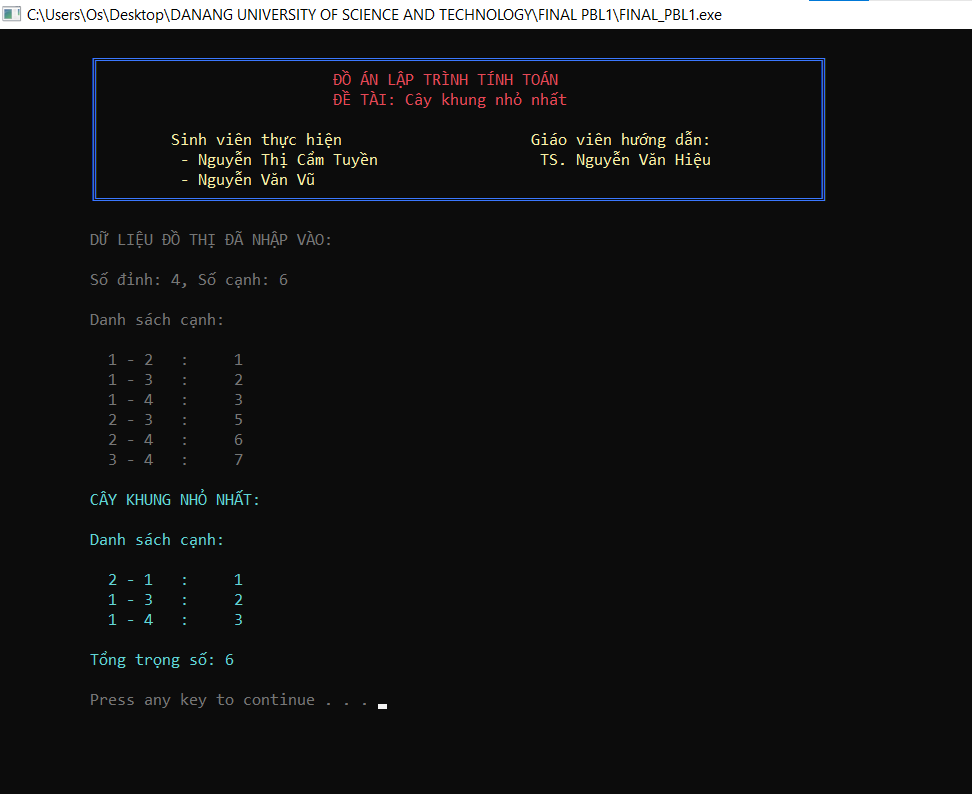 C:\Users\Os\Desktop\DANANG UNIVERSITY OF SCIENCE AND TECHNOLOGY\FINAL PBL1\FINAL_PBL1.exe
ĐỒ ÁN LẬP TRÌNH TÍNH TOÁN
ĐỀ TÀI: Cây khung nhỏ nhất
Sinh viên thực hiện Giáo viên hướng dẫn:
- Nguyễn Thị Cẩm Tuyền TS. Nguyễn Văn Hiệu
- Nguyễn Văn Vũ
DỮ LIỆU ĐỒ THỊ ĐÃ NHẬP VÀO:
Số đỉnh: 4, Số cạnh: 6
Danh sách cạnh:
1 - 2 : 1
1 - 3 : 2
1 - 4 : 3
2 - 3 : 5
2 - 4 : 6
3 - 4 : 7
CÂY KHUNG NHỎ NHẤT:
Danh sách cạnh:
2 - 1 : 1
1 - 3 : 2
1 - 4 : 3
Tổng trọng số: 6
Press any key to continue . . .